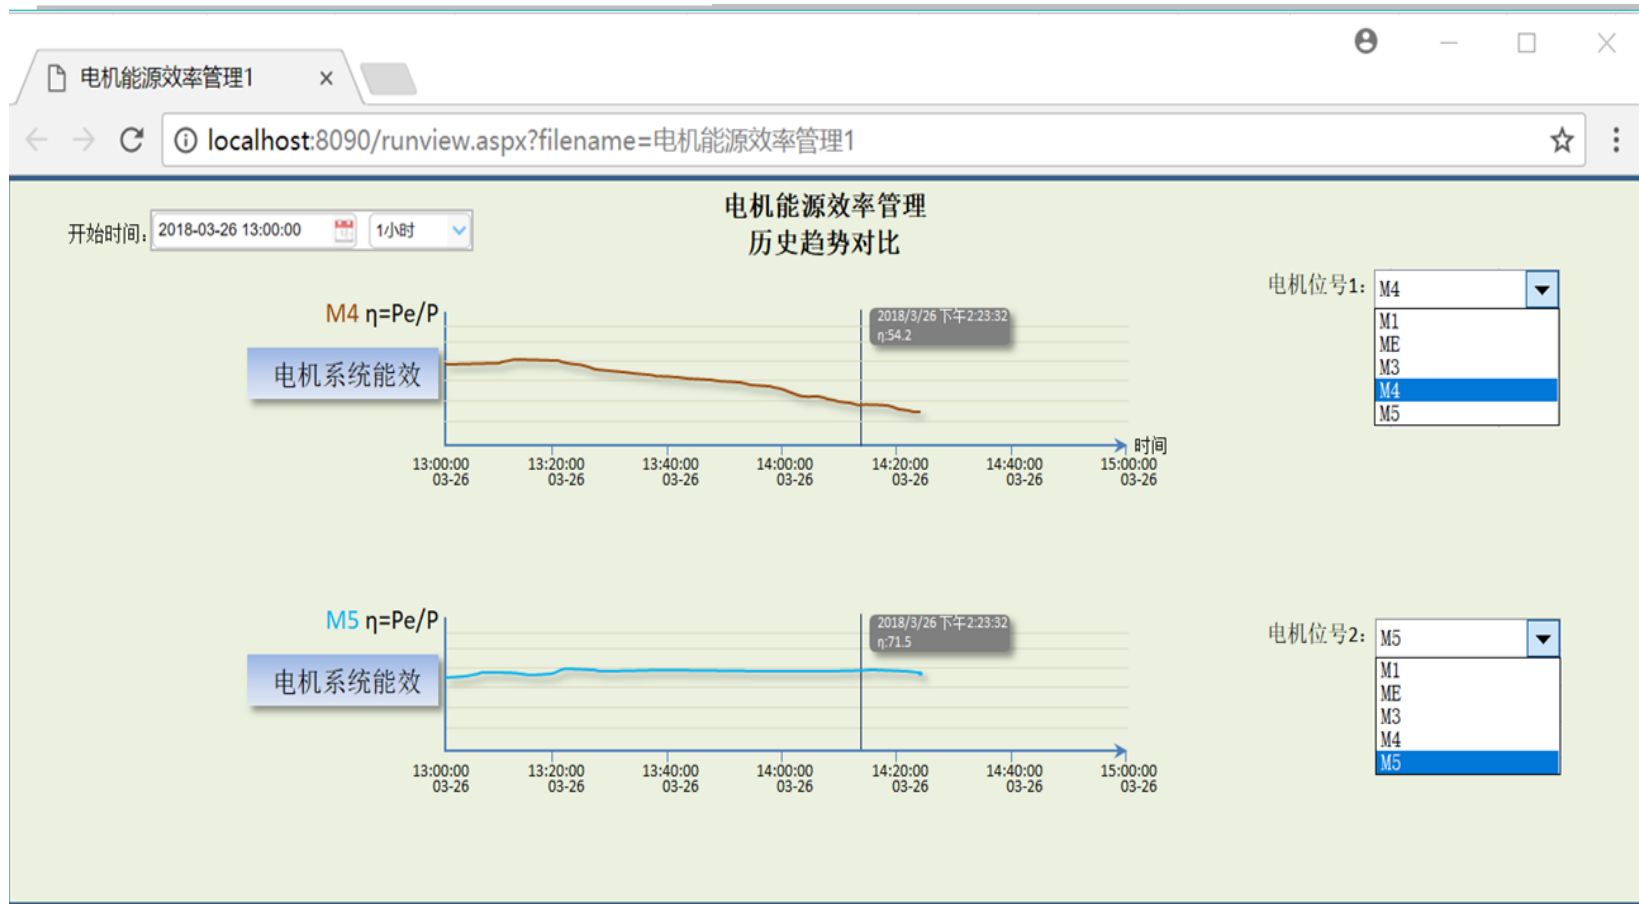 电机能源效率管理1
localhost:8090/runview.aspx?filename=电机能源效率管理1
电机能源效率管理
历史趋势对比
开始时间: 2018-03-26 13:00:00 1小时
电机位号1: M4
M1
ME
M3
M4
M5
M4 η=Pe/P
2018/3/26 下午2:23:32
η:54.2
电机系统能效
时间
13:00:00 13:20:00 13:40:00 14:00:00 14:20:00 14:40:00 15:00:00
03-26 03-26 03-26 03-26 03-26 03-26 03-26
M5 η=Pe/P
2018/3/26 下午2:23:32
η:71.5
电机系统能效
电机位号2: M5
M1
ME
M3
M4
M5
13:00:00 13:20:00 13:40:00 14:00:00 14:20:00 14:40:00 15:00:00
03-26 03-26 03-26 03-26 03-26 03-26 03-26